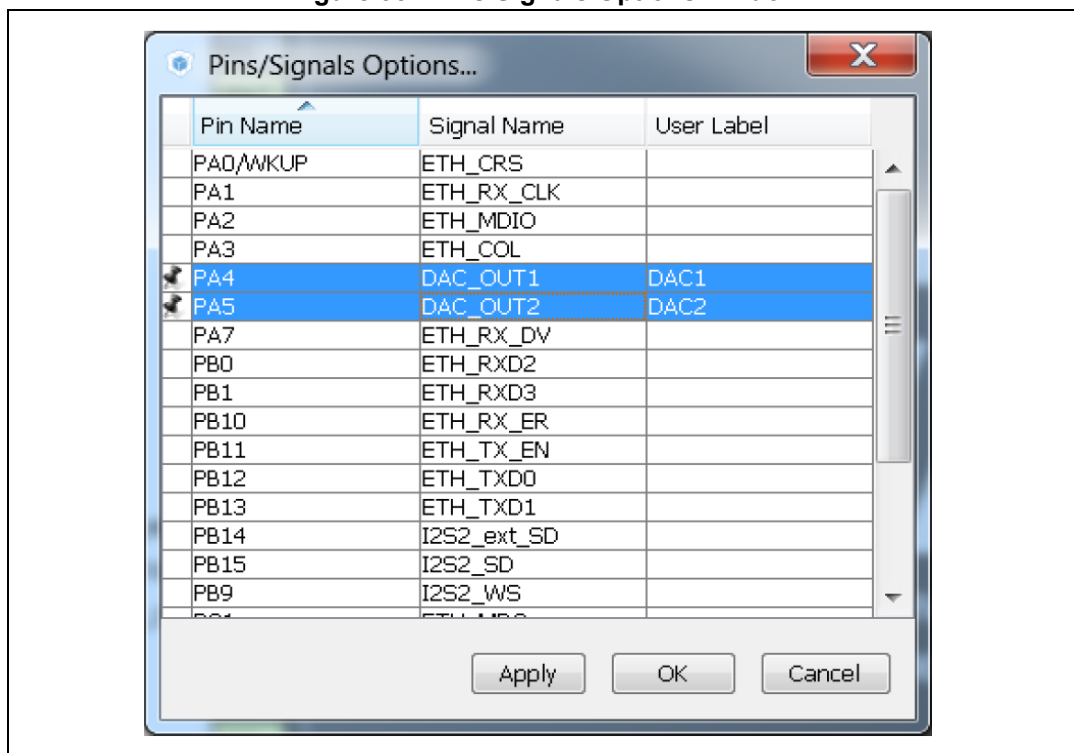 Pins/Signals Options...
Pin Name Signal Name User Label
PA0/WKUP ETH_CRS
PA1 ETH_RX_CLK
PA2 ETH_MDIO
PA3 ETH_COL
PA4 DAC_OUT1 DAC1
PA5 DAC_OUT2 DAC2
PA7 ETH_RX_DV
PB0 ETH_RXD2
PB1 ETH_RXD3
PB10 ETH_RX_ER
PB11 ETH_TX_EN
PB12 ETH_TXD0
PB13 ETH_TXD1
PB14 I2S2_ext_SD
PB15 I2S2_SD
PB9 I2S2_WS
Apply OK Cancel